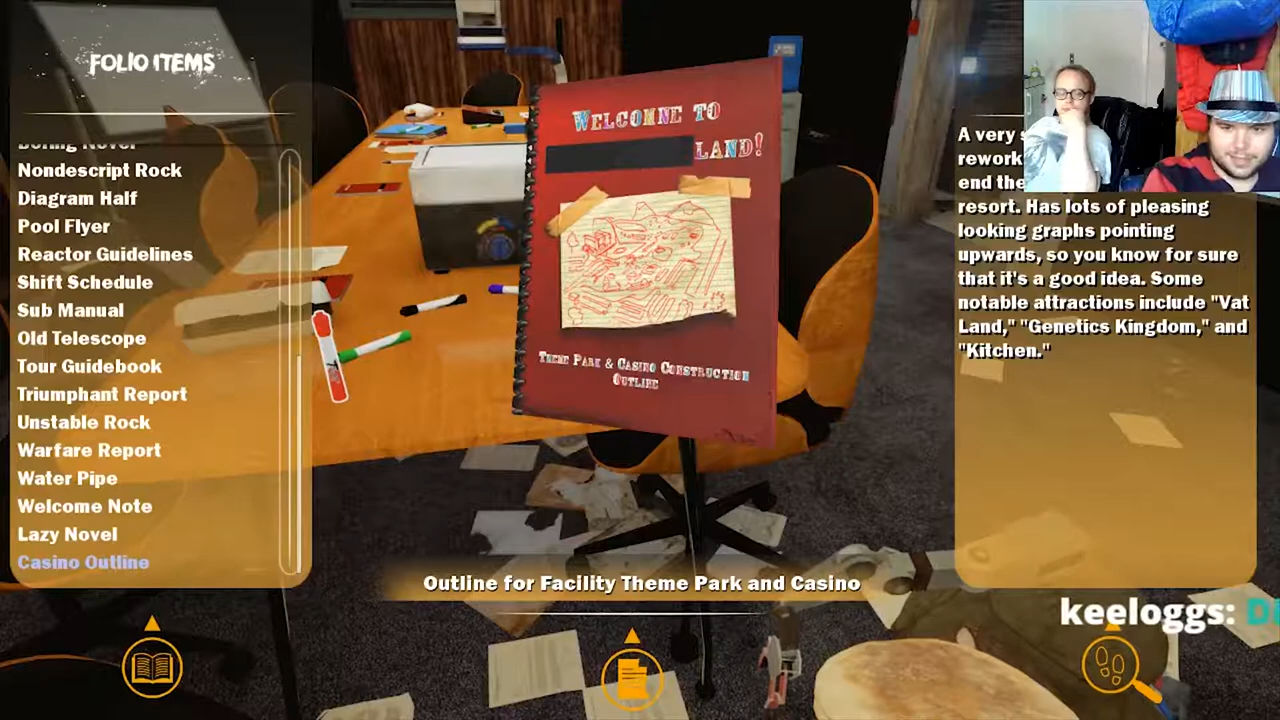 FOLIO ITEMS
Boring Novel
Nondescript Rock
Diagram Half
Pool Flyer
Reactor Guidelines
Shift Schedule
Sub Manual
Old Telescope
Tour Guidebook
Triumphant Report
Unstable Rock
Warfare Report
Water Pipe
Welcome Note
Lazy Novel
Casino Outline
WELCOMNE TO
LAND!
THEME PARK & CASINO CONSTRUCTION
OUTLINE
Outline for Facility Theme Park and Casino
A very
rework
end the
resort. Has lots of pleasing
looking graphs pointing
upwards, so you know for sure
that it's a good idea. Some
notable attractions include "Vat
Land," "Genetics Kingdom," and
"Kitchen."
keeloggs: